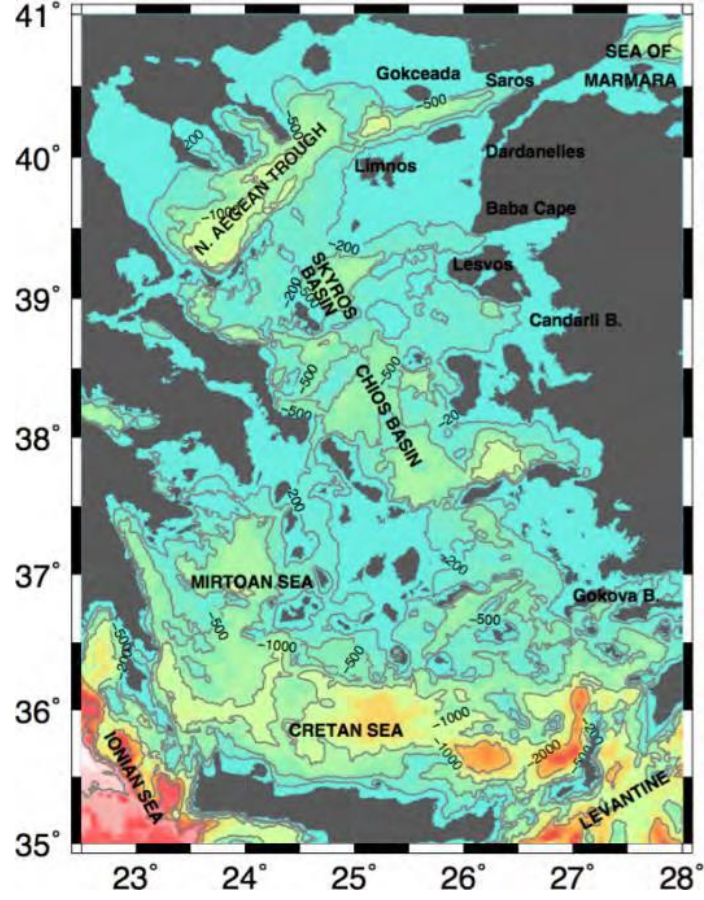 41°
SEA OF
MARMARA
Gokceada
Saros
-500
-500
200
40°
Dardanelles
Limnos
N. AEGEAN TROUGH
-1000
Baba Cape
-200
SKYROS
BASIN
Lesvos
39°
-200
Candarli B.
-500
-500
CHIOS BASIN
-500
-20
38°
-200
37°
MIRTOAN SEA
-200
Gokova B.
-500
-500
-1000
-500
-500
36°
CRETAN SEA
-1000
-1000
-2000
-200
500
IONIAN SEA
LEVANTINE
35°
23° 24° 25° 26° 27° 28°